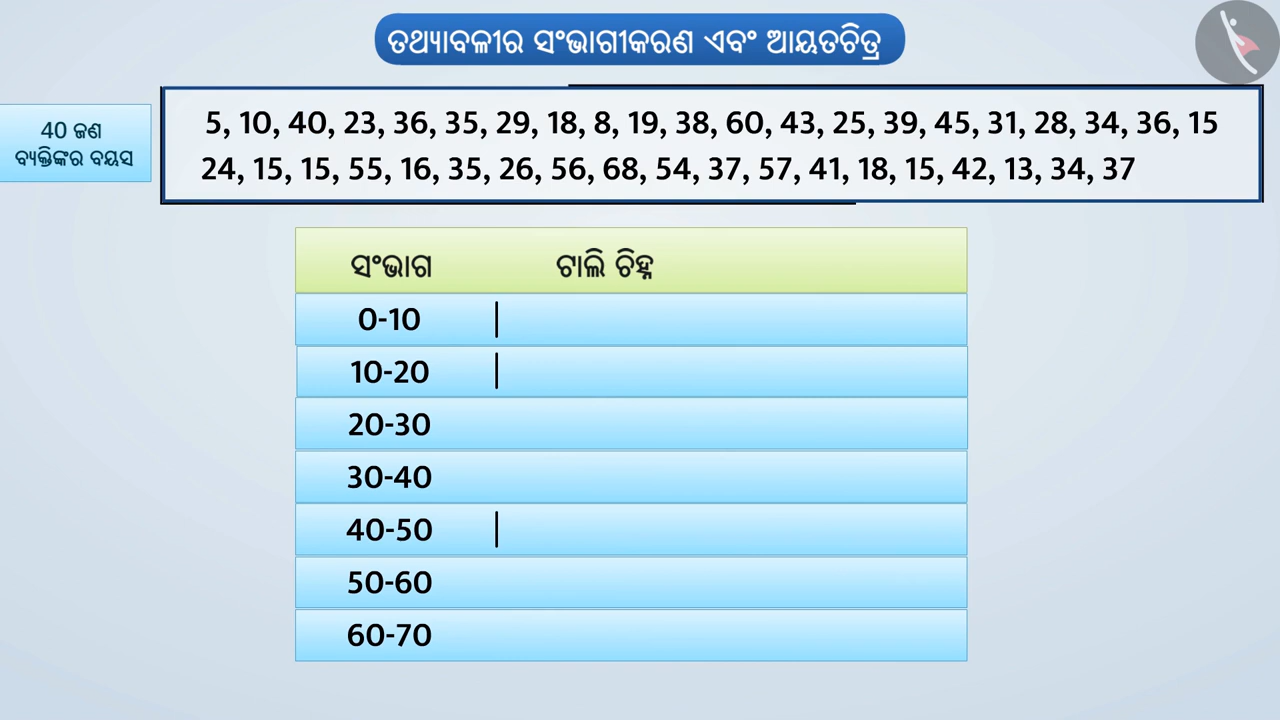 ତଥ୍ୟାବଳୀର ସଂଭାଗୀକରଣ ଏବଂ ଆୟତଚିତ୍ର
40 ଜଣ
ବ୍ୟକ୍ତିଙ୍କର ବୟସ
5, 10, 40, 23, 36, 35, 29, 18, 8, 19, 38, 60, 43, 25, 39, 45, 31, 28, 34, 36, 15
24, 15, 15, 55, 16, 35, 26, 56, 68, 54, 37, 57, 41, 18, 15, 42, 13, 34, 37
ସଂଭାଗ ଟାଲି ଚିହ୍ନ
0-10 |
10-20 |
20-30
30-40
40-50 |
50-60
60-70